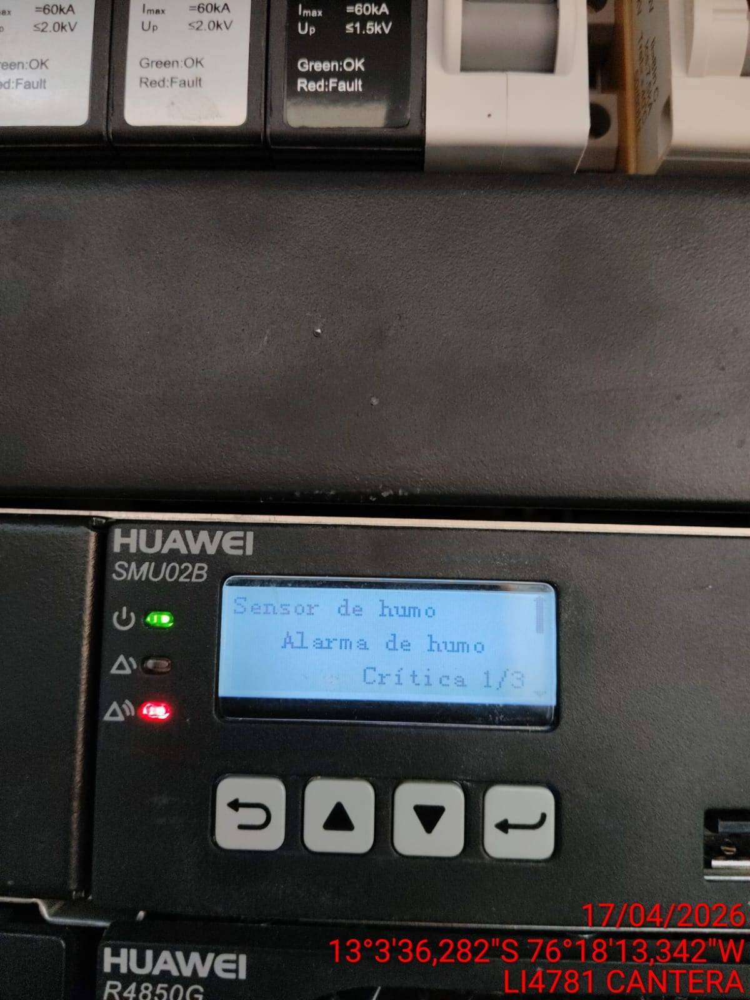 =60kA
≤2.0kV
Green:OK
Red:Fault
Imax =60kA
Up ≤2.0kV
Green:OK
Red:Fault
Imax =60kA
Up ≤1.5kV
Green:OK
Red:Fault
HUAWEI
SMU02B
Sensor de humo
Alarma de humo
Crítica 1/3
HUAWEI
R4850G
17/04/2026
13°3'36,282"S 76°18'13,342"W
LI4781 CANTERA